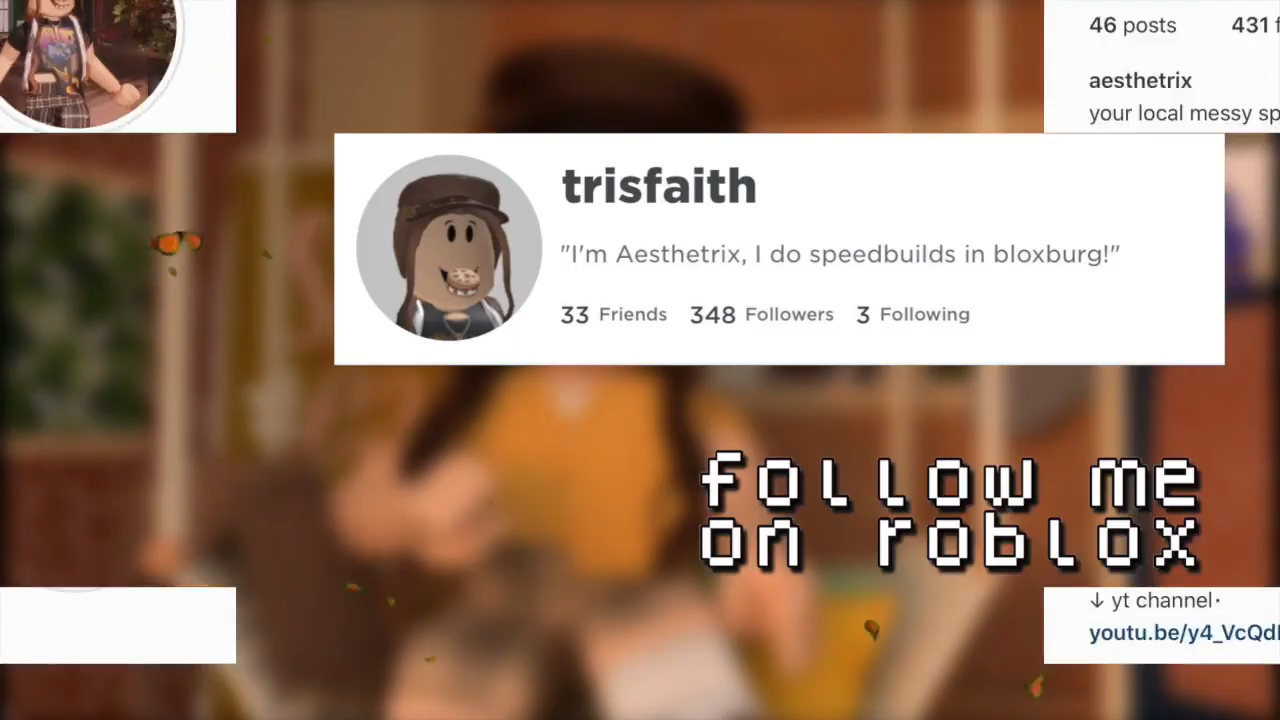 46 posts 431
aesthetrix
your local messy
trisfaith
"I'm Aesthetrix, I do speedbuilds in bloxburg!"
33 Friends 348 Followers 3 Following
follow me
on roblox
↓ yt channel·